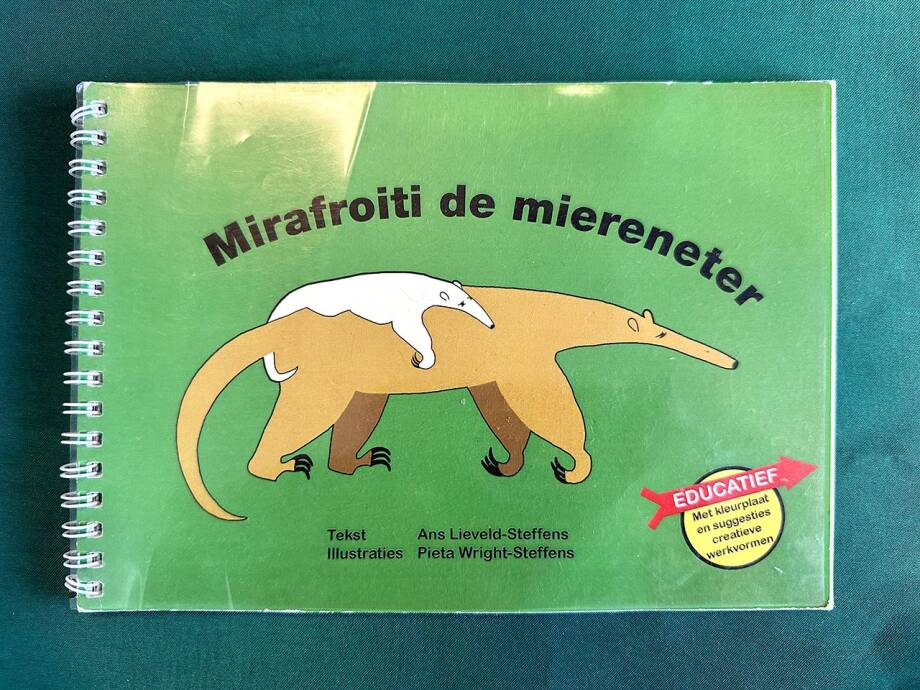 Mirafroiti de miereneter
Tekst Ans Lieveld-Steffens
Illustraties Pieta Wright-Steffens
EDUCATIEF
Met kleurplaat
en suggesties
creatieve
werkvormen